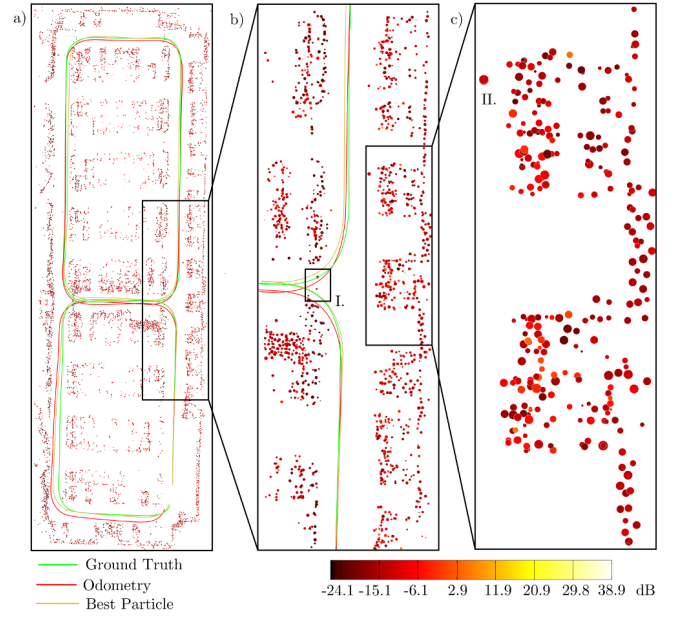 a)
b)
c)
II.
I.
Ground Truth
Odometry
Best Particle
-24.1 -15.1 -6.1 2.9 11.9 20.9 29.8 38.9 dB